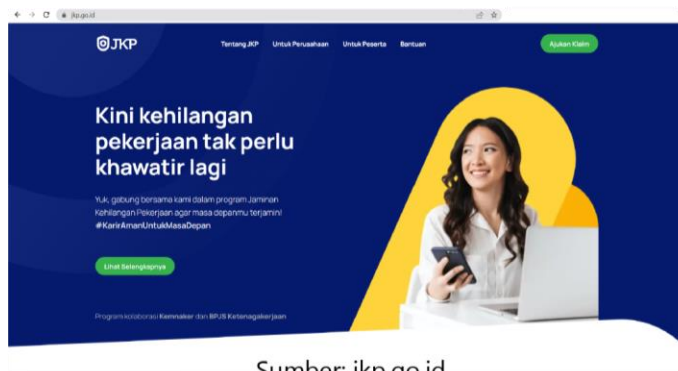 jkp.go.id
JKP
Tentang JKP Untuk Perusahaan Untuk Peserta Bantuan
Ajukan Klaim
Kini kehilangan
pekerjaan tak perlu
khawatir lagi
Yuk, gabung bersama kami dalam program Jaminan
Kehilangan Pekerjaan agar masa depanmu terjamin!
#KarirAmanUntukMasaDepan
Lihat Selengkapnya
Program kolaborasi Kemnaker dan BPJS Ketenagakerjaan
Sumber: jkp.go.id